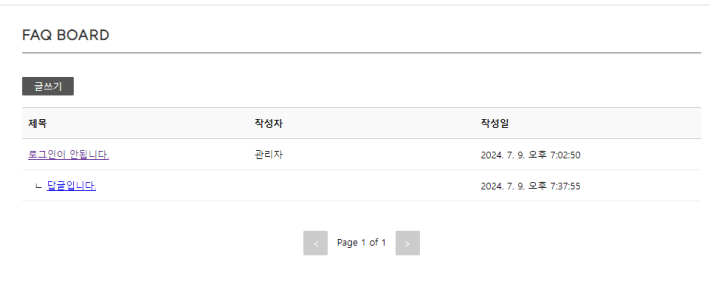 FAQ BOARD
글쓰기
제목 작성자 작성일
로그인이 안됩니다. 관리자 2024. 7. 9. 오후 7:02:50
ㄴ 답글입니다. 2024. 7. 9. 오후 7:37:55
< Page 1 of 1 >